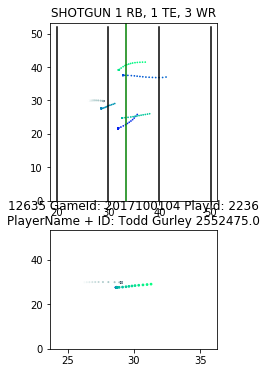 SHOTGUN 1 RB, 1 TE, 3 WR
50
40
30
20
10
0
20 30 40 50
12635 GameId: 2017100104 PlayId: 2236
PlayerName + ID: Todd Gurley 2552475.0
40
20
0
25 30 35